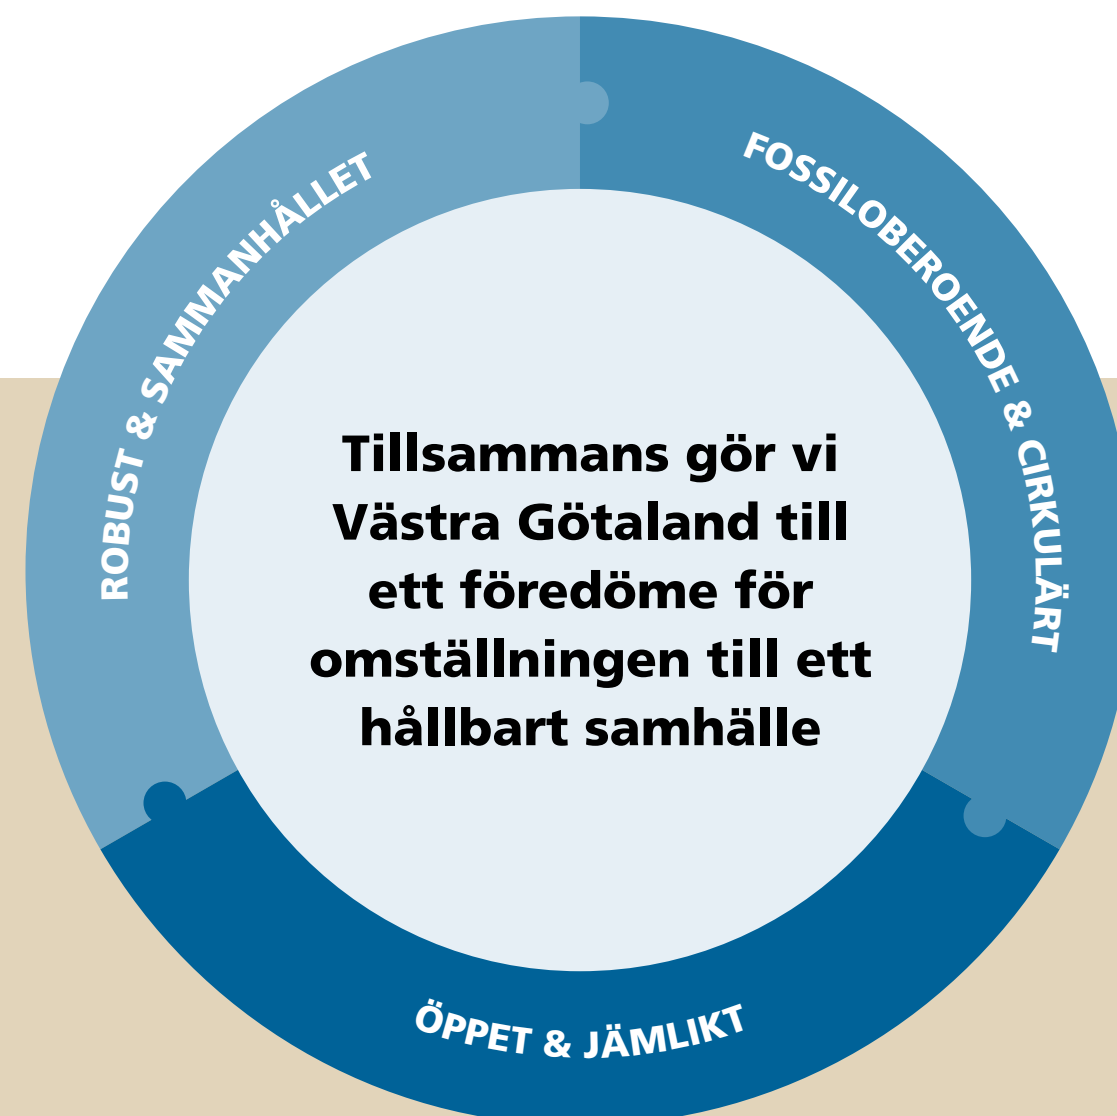 ROBUST & SAMMANHÅLLET
FOSSILOBEROENDE & CIRKULÄRT
Tillsammans gör vi
Västra Götaland till
ett föredöme för
omställningen till ett
hållbart samhälle
ÖPPET & JÄMLIKT